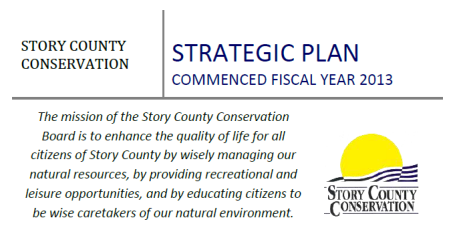 STORY COUNTY
CONSERVATION
STRATEGIC PLAN
COMMENCED FISCAL YEAR 2013
The mission of the Story County Conservation
Board is to enhance the quality of life for all
citizens of Story County by wisely managing our
natural resources, by providing recreational and
leisure opportunities, and by educating citizens to
be wise caretakers of our natural environment.
STORY COUNTY
CONSERVATION